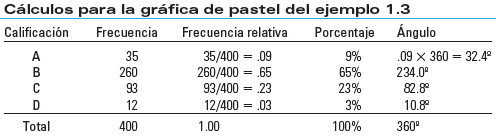 Cálculos para la gráfica de pastel del ejemplo 1.3
Calificación Frecuencia Frecuencia relativa Porcentaje Ángulo
A 35 35/400 = .09 9% .09 × 360 = 32.4º
B 260 260/400 = .65 65% 234.0º
C 93 93/400 = .23 23% 82.8º
D 12 12/400 = .03 3% 10.8º
Total 400 1.00 100% 360º